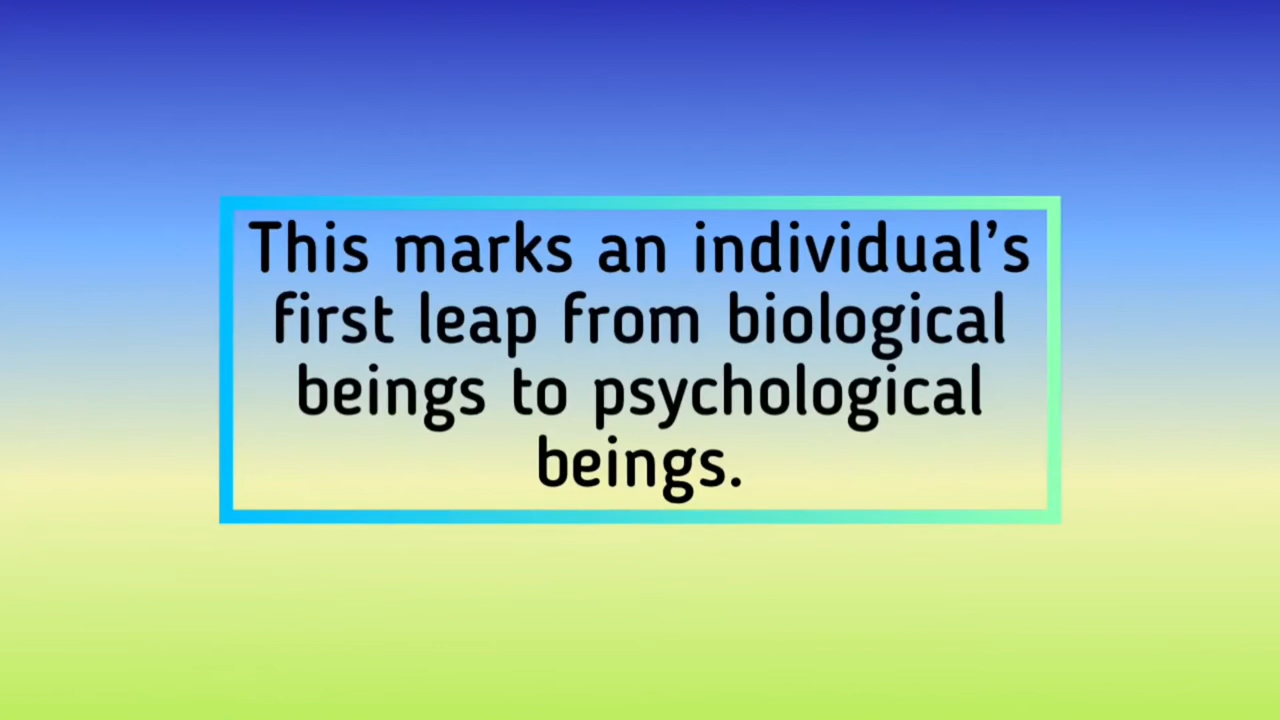 This marks an individual’s
first leap from biological
beings to psychological
beings.